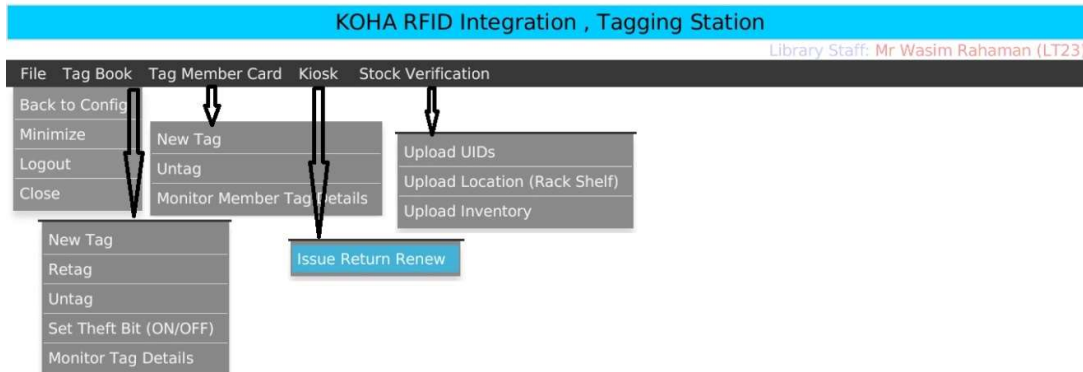 KOHA RFID Integration , Tagging Station
Library Staff: Mr Wasim Rahaman (LT23)
File Tag Book Tag Member Card Kiosk Stock Verification
Back to Config
Minimize
Logout
Close
New Tag
Retag
Untag
Set Theft Bit (ON/OFF)
Monitor Tag Details
New Tag
Untag
Monitor Member Tag Details
Issue Return Renew
Upload UIDs
Upload Location (Rack Shelf)
Upload Inventory